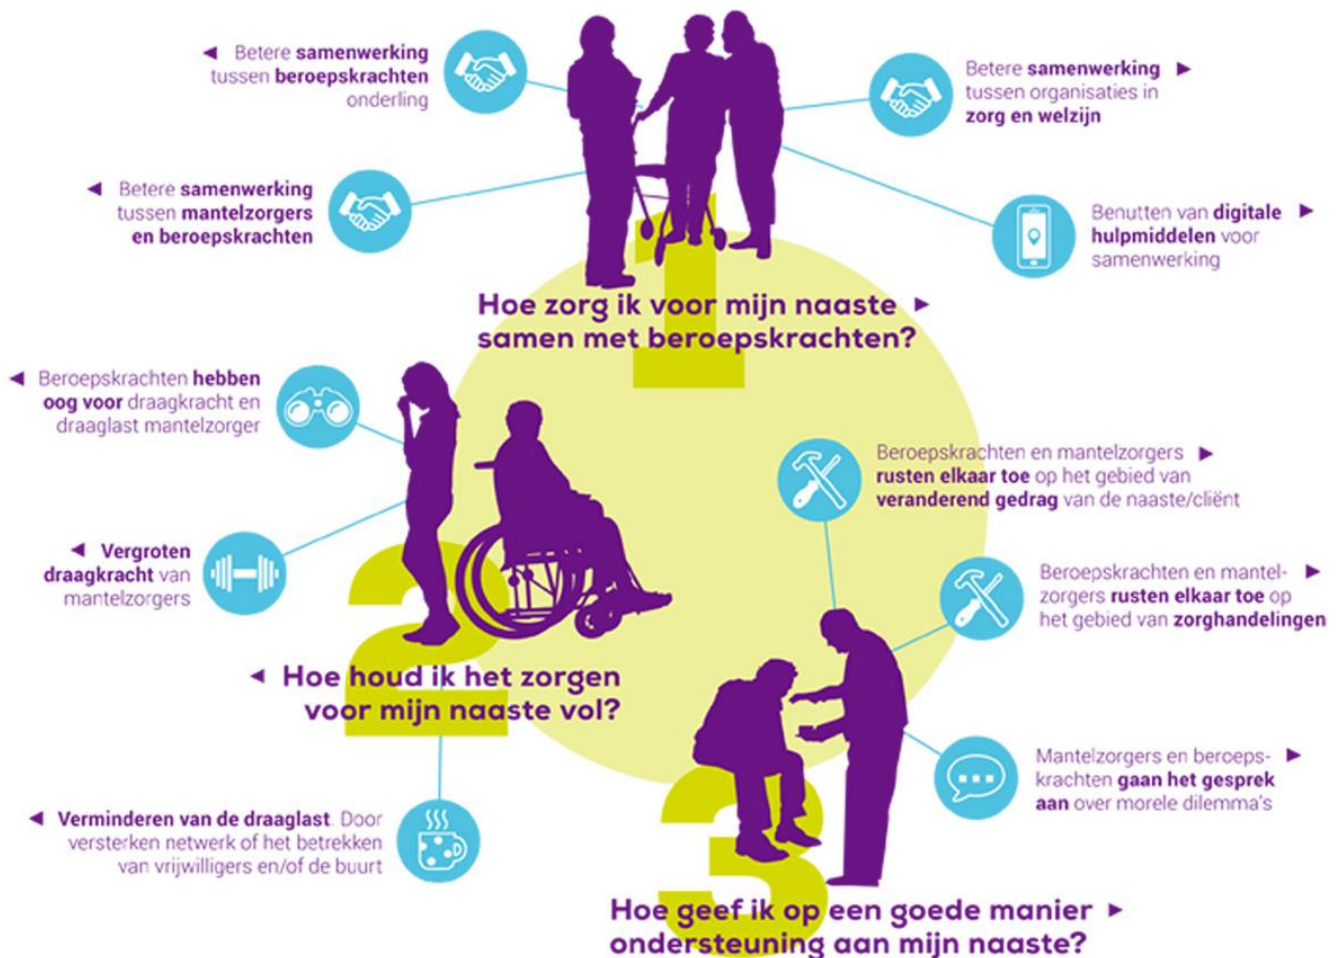 ◄ Betere samenwerking
tussen beroepskrachten
onderling
Betere samenwerking ►
tussen organisaties in
zorg en welzijn
◄ Betere samenwerking
tussen mantelzorgers
en beroepskrachten
Benutten van digitale ►
hulpmiddelen voor
samenwerking
1
Hoe zorg ik voor mijn naaste ►
samen met beroepskrachten?
◄ Beroepskrachten hebben
oog voor draagkracht en
draaglast mantelzorger
◄ Vergroten
draagkracht van
mantelzorgers
2
◄ Hoe houd ik het zorgen
voor mijn naaste vol?
◄ Verminderen van de draaglast. Door
versterken netwerk of het betrekken
van vrijwilligers en/of de buurt
Beroepskrachten en mantelzorgers ►
rusten elkaar toe op het gebied van
veranderend gedrag van de naaste/cliënt
Beroepskrachten en mantel- ►
zorgers rusten elkaar toe op
het gebied van zorghandelingen
Mantelzorgers en beroeps- ►
krachten gaan het gesprek
aan over morele dilemma's
3
Hoe geef ik op een goede manier ►
ondersteuning aan mijn naaste?